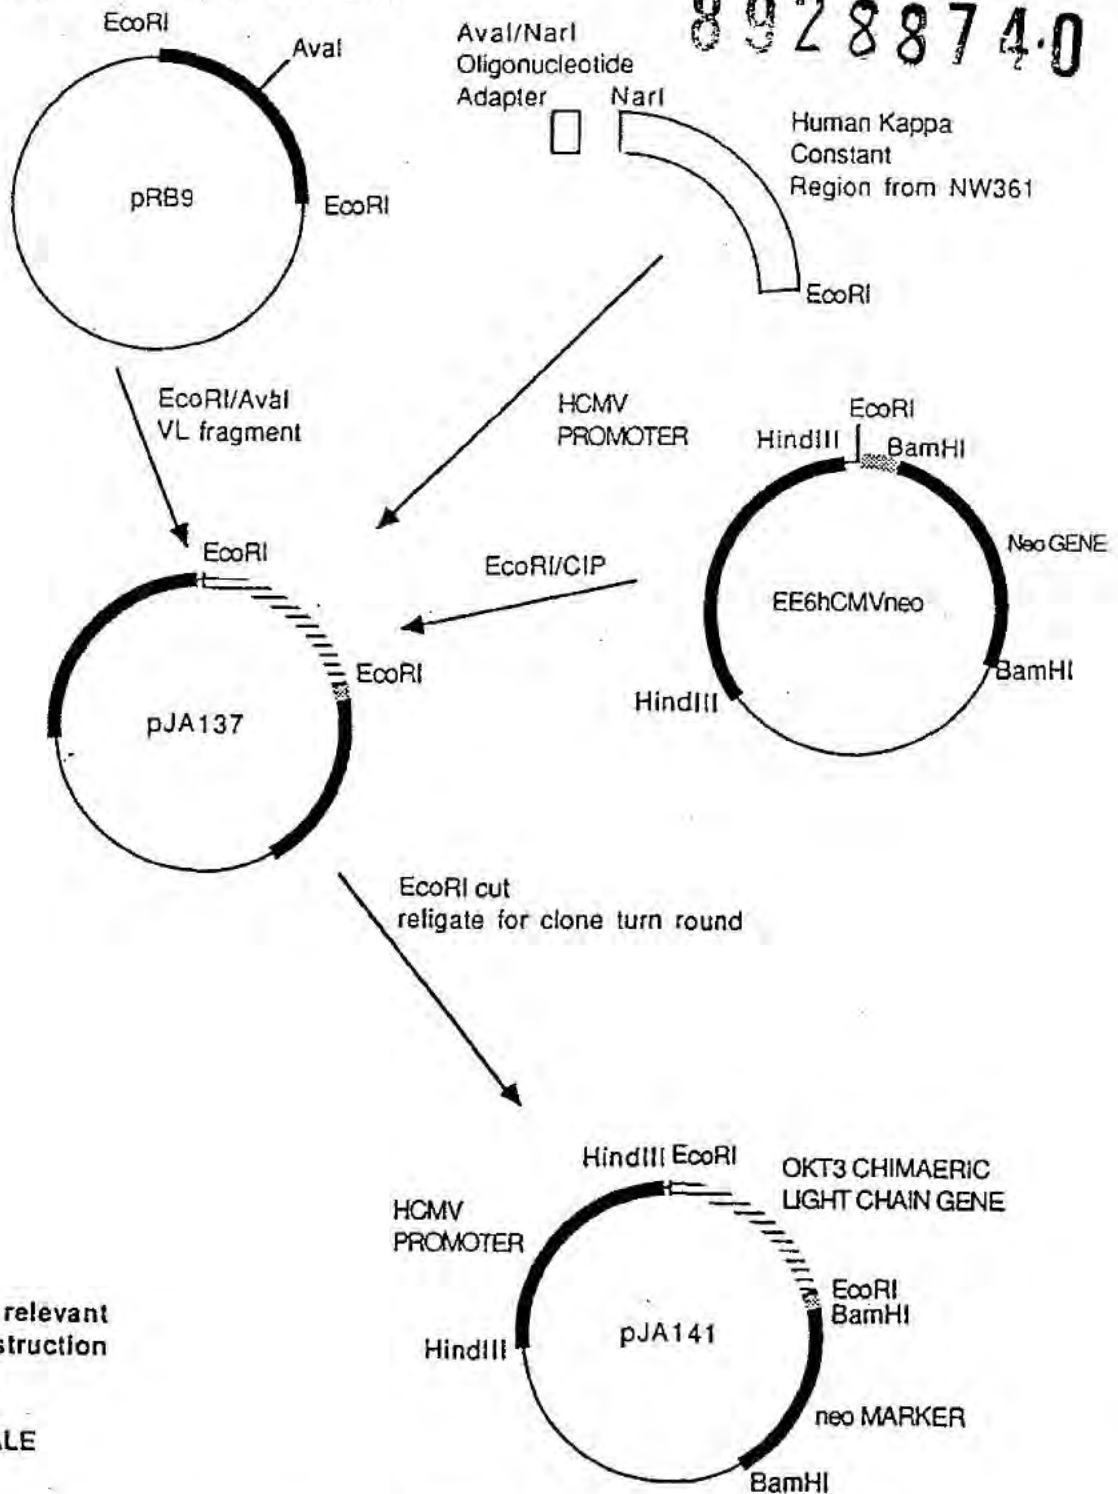 89288740
EcoRI
AvaI
pRB9
EcoRI
AvaI/NarI
Oligonucleotide
Adapter
NarI
Human Kappa
Constant
Region from NW361
EcoRI
EcoRI/AvaI
VL fragment
HCMV
PROMOTER
EcoRI
HindIII
BamHI
Neo GENE
EE6hCMVneo
BamHI
HindIII
EcoRI/CIP
EcoRI
EcoRI
pJA137
EcoRI cut
religate for clone turn round
HindIII EcoRI
OKT3 CHIMAERIC
LIGHT CHAIN GENE
HCMV
PROMOTER
EcoRI
BamHI
HindIII
pJA141
neo MARKER
BamHI
relevant
struction
ALE